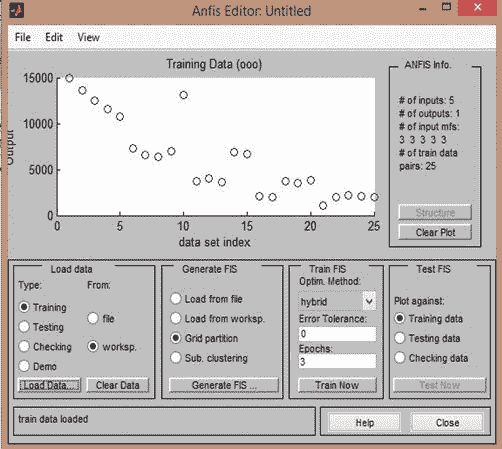 Anfis Editor: Untitled
File Edit View
Training Data (ooo)
15000
10000
5000
0
Output
0 5 10 15 20 25
data set index
ANFIS Info.
# of inputs: 5
# of outputs: 1
# of input mfs:
3 3 3 3 3
# of train data
pairs: 25
Structure
Clear Plot
Load data
Type: From:
Training
Testing
Checking
Demo
file
worksp.
Load Data... Clear Data
Generate FIS
Load from file
Load from worksp.
Grid partition
Sub. clustering
Generate FIS ...
Train FIS
Optim. Method:
hybrid
Error Tolerance:
0
Epochs:
3
Train Now
Test FIS
Plot against:
Training data
Testing data
Checking data
Test Now
train data loaded
Help Close